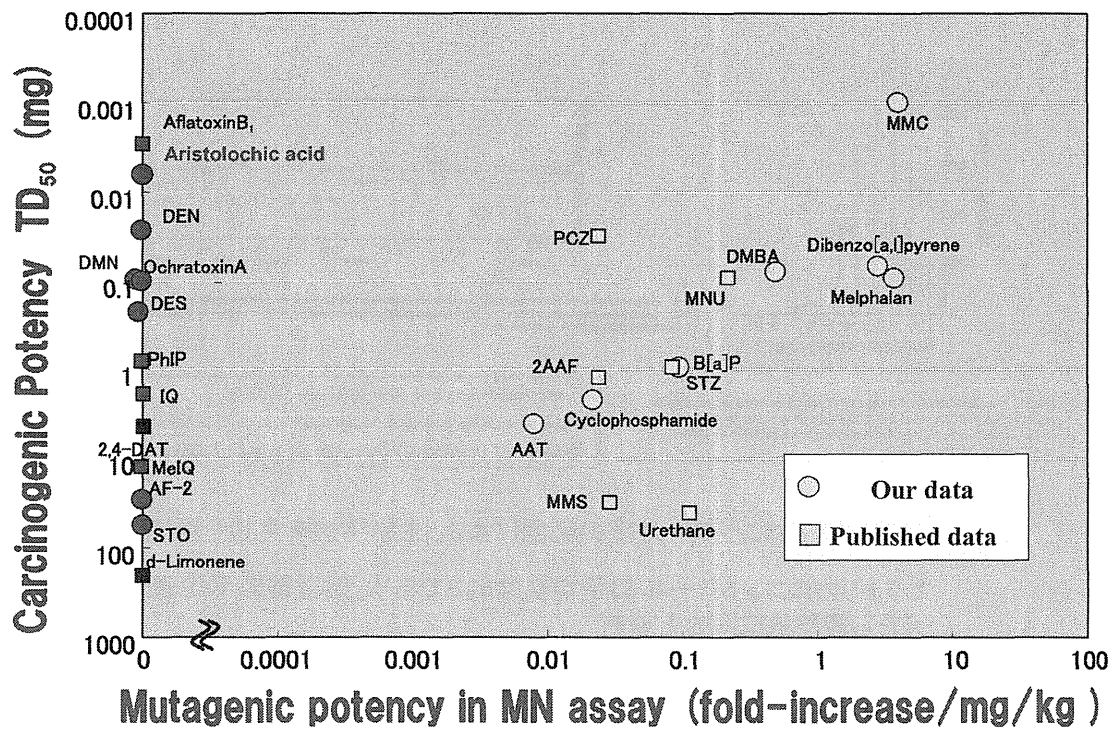 Carcinogenic Potency TD50 (mg)
0.0001
0.001
0.01
0.1
1
10
100
1000
AflatoxinB1
Aristolochic acid
DEN
DMN
OchratoxinA
DES
PhIP
IQ
2,4-DAT
MeIQ
AF-2
STO
d-Limonene
MMC
PCZ
DMBA
Dibenzo[a,l]pyrene
MNU
Melphalan
2AAF
B[a]P
STZ
Cyclophosphamide
AAT
MMS
Urethane
Our data
Published data
0
0.0001
0.001
0.01
0.1
1
10
100
Mutagenic potency in MN assay (fold-increase/mg/kg)